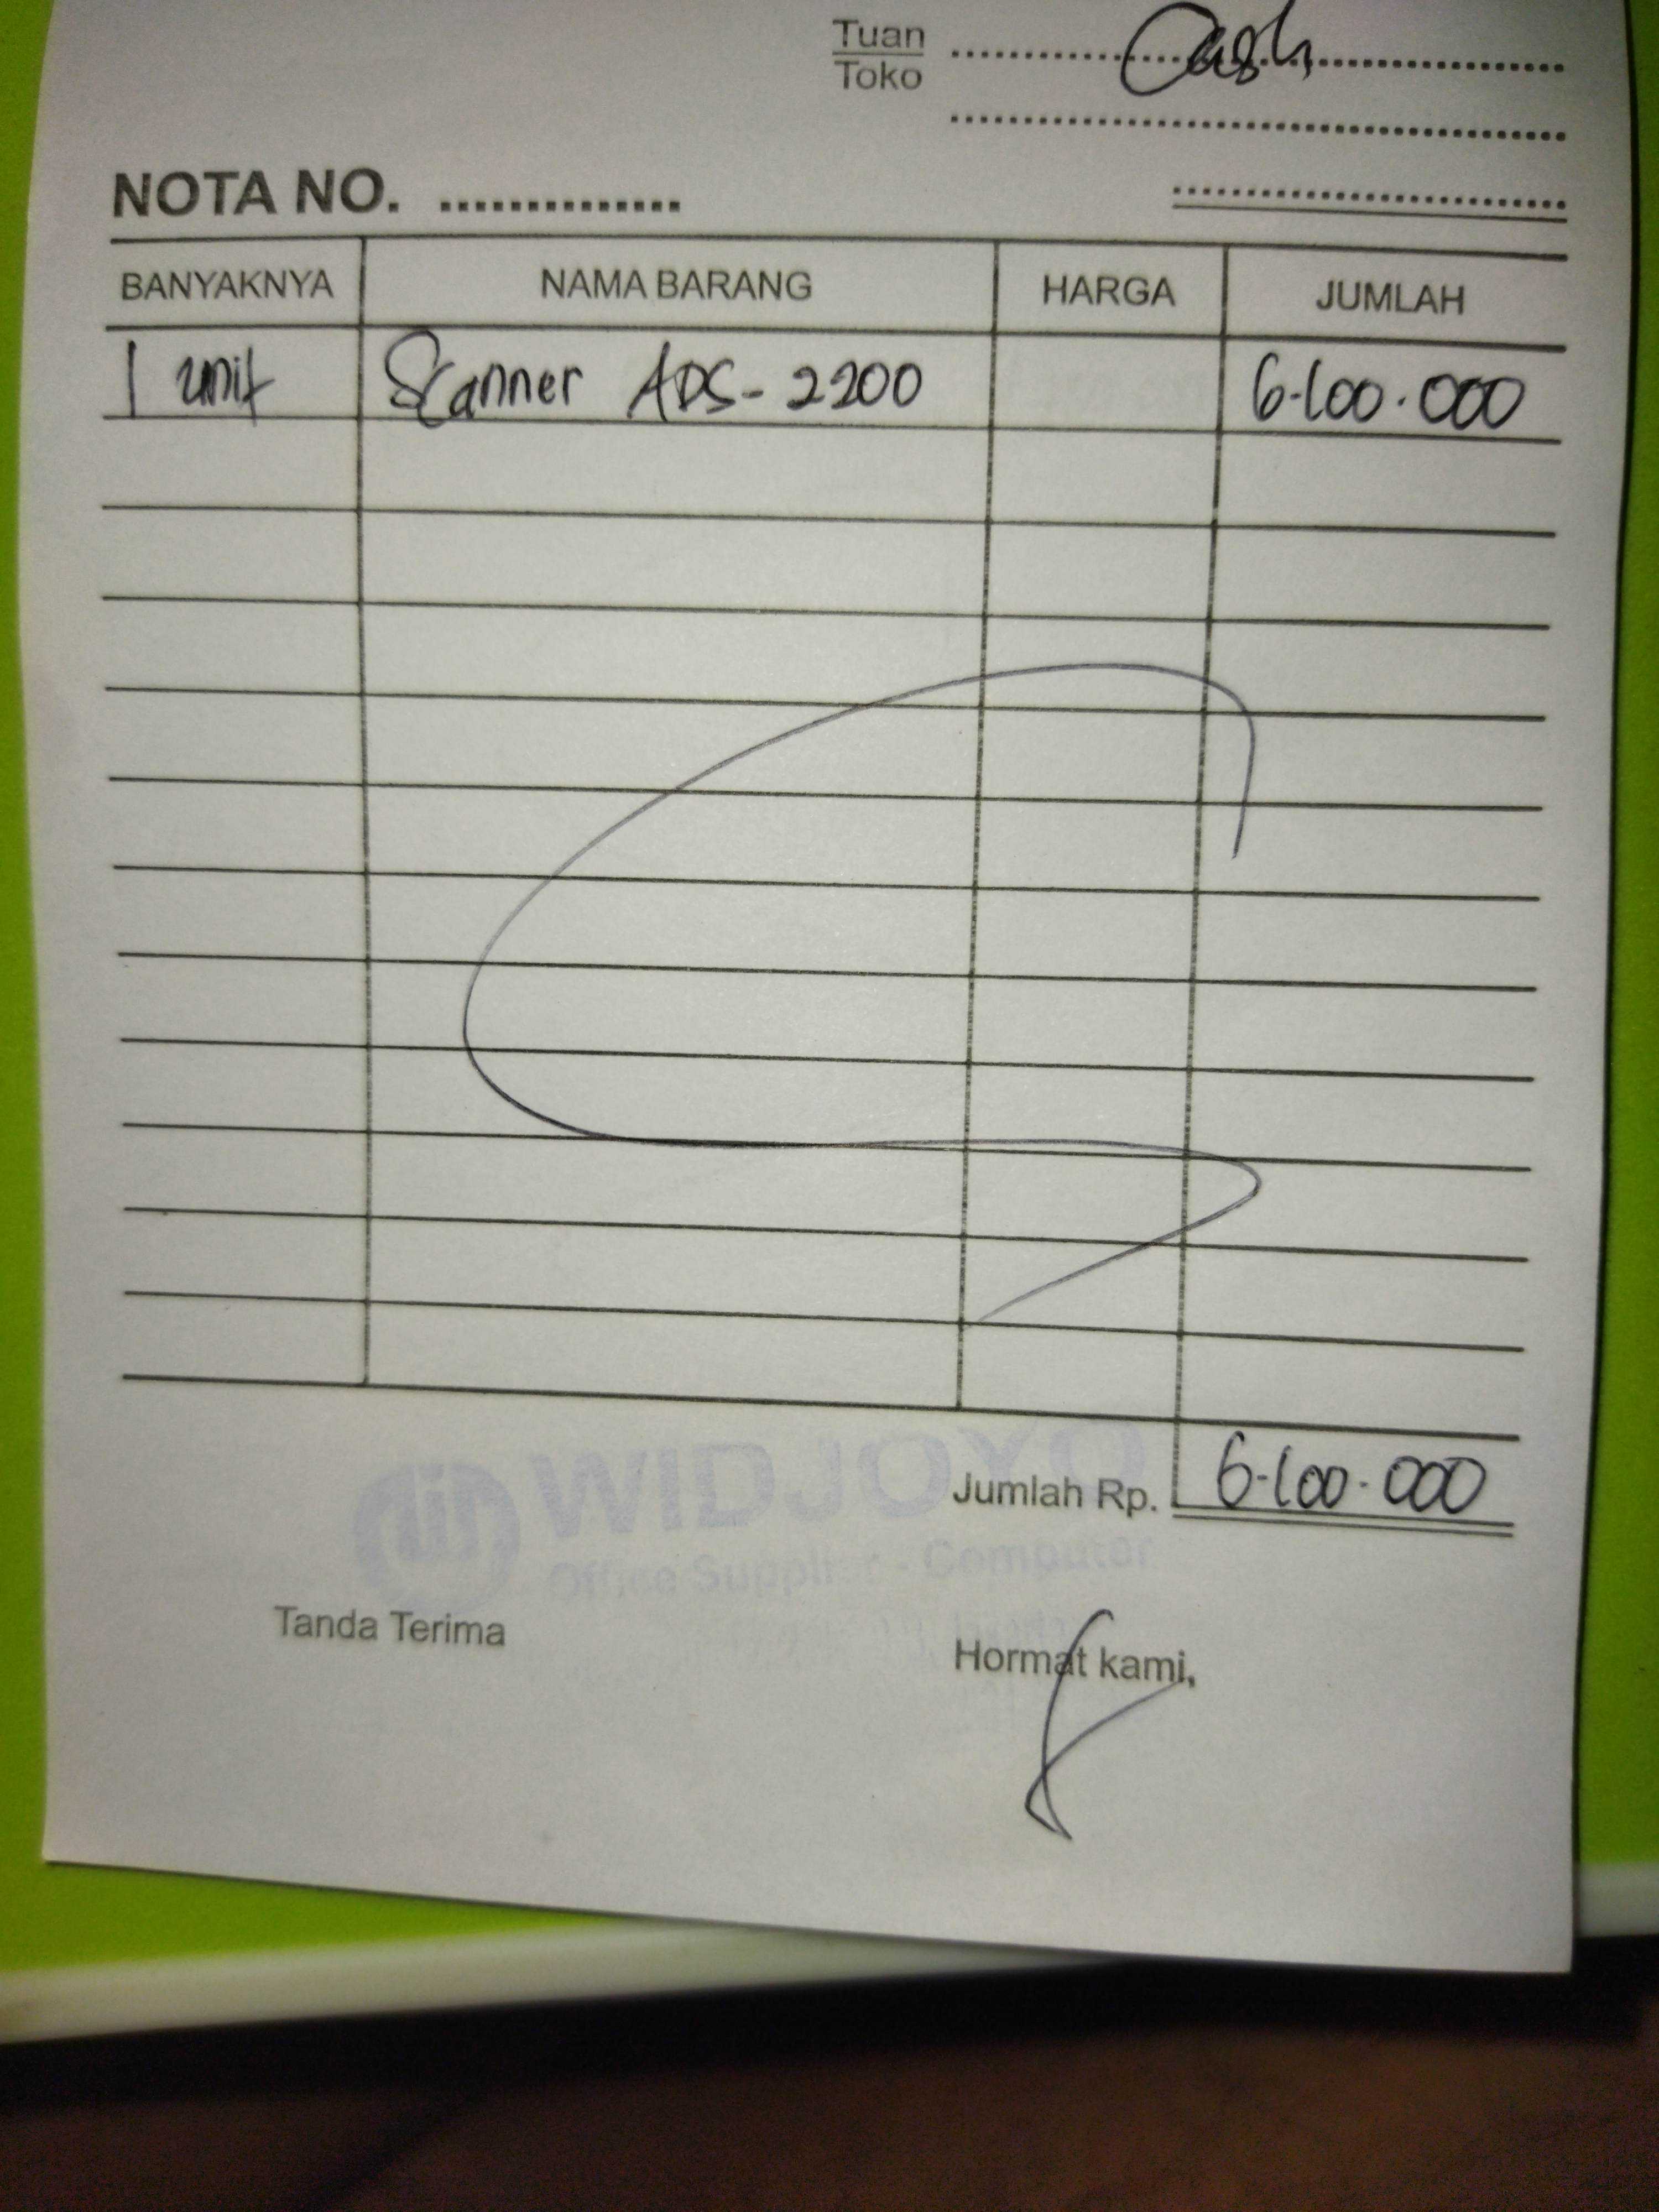 Tuan Cash
Toko
NOTA NO. ..............
BANYAKNYA NAMA BARANG HARGA JUMLAH
1 unit Scanner ADS-2200 6.100.000
Jumlah Rp. 6.100.000
WIDJOYO
Office Supplier - Computer
Tanda Terima
Hormat kami,